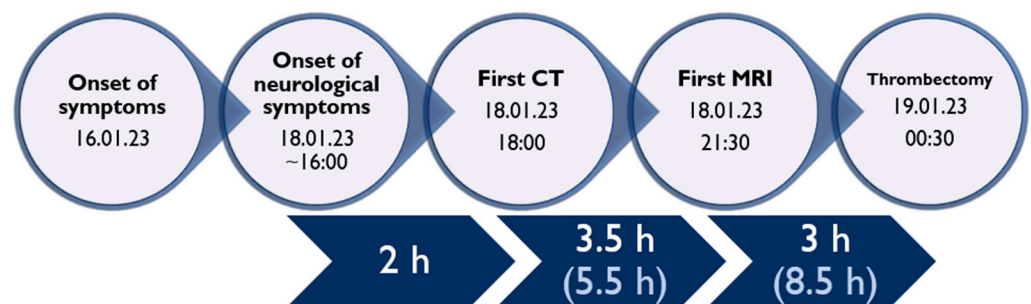 Onset of
symptoms
16.01.23
Onset of
neurological
symptoms
18.01.23
~16:00
First CT
18.01.23
18:00
First MRI
18.01.23
21:30
Thrombectomy
19.01.23
00:30
2 h
3.5 h
(5.5 h)
3 h
(8.5 h)